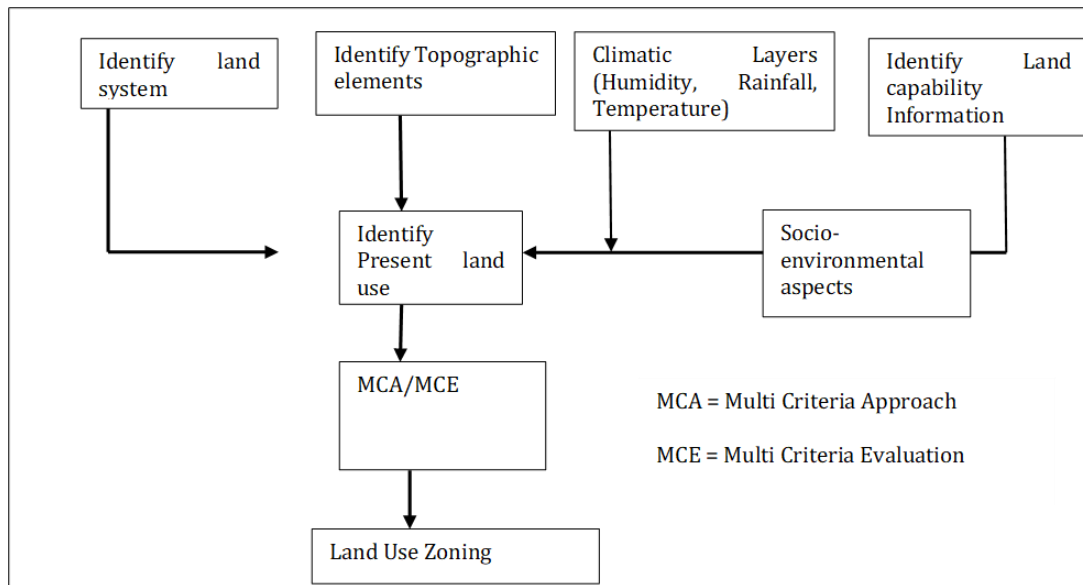 Identify land
system
Identify Topographic
elements
Climatic Layers
(Humidity, Rainfall,
Temperature)
Identify Land
capability
Information
Identify
Present land
use
Socio-
environmental
aspects
MCA/MCE
MCA = Multi Criteria Approach
MCE = Multi Criteria Evaluation
Land Use Zoning